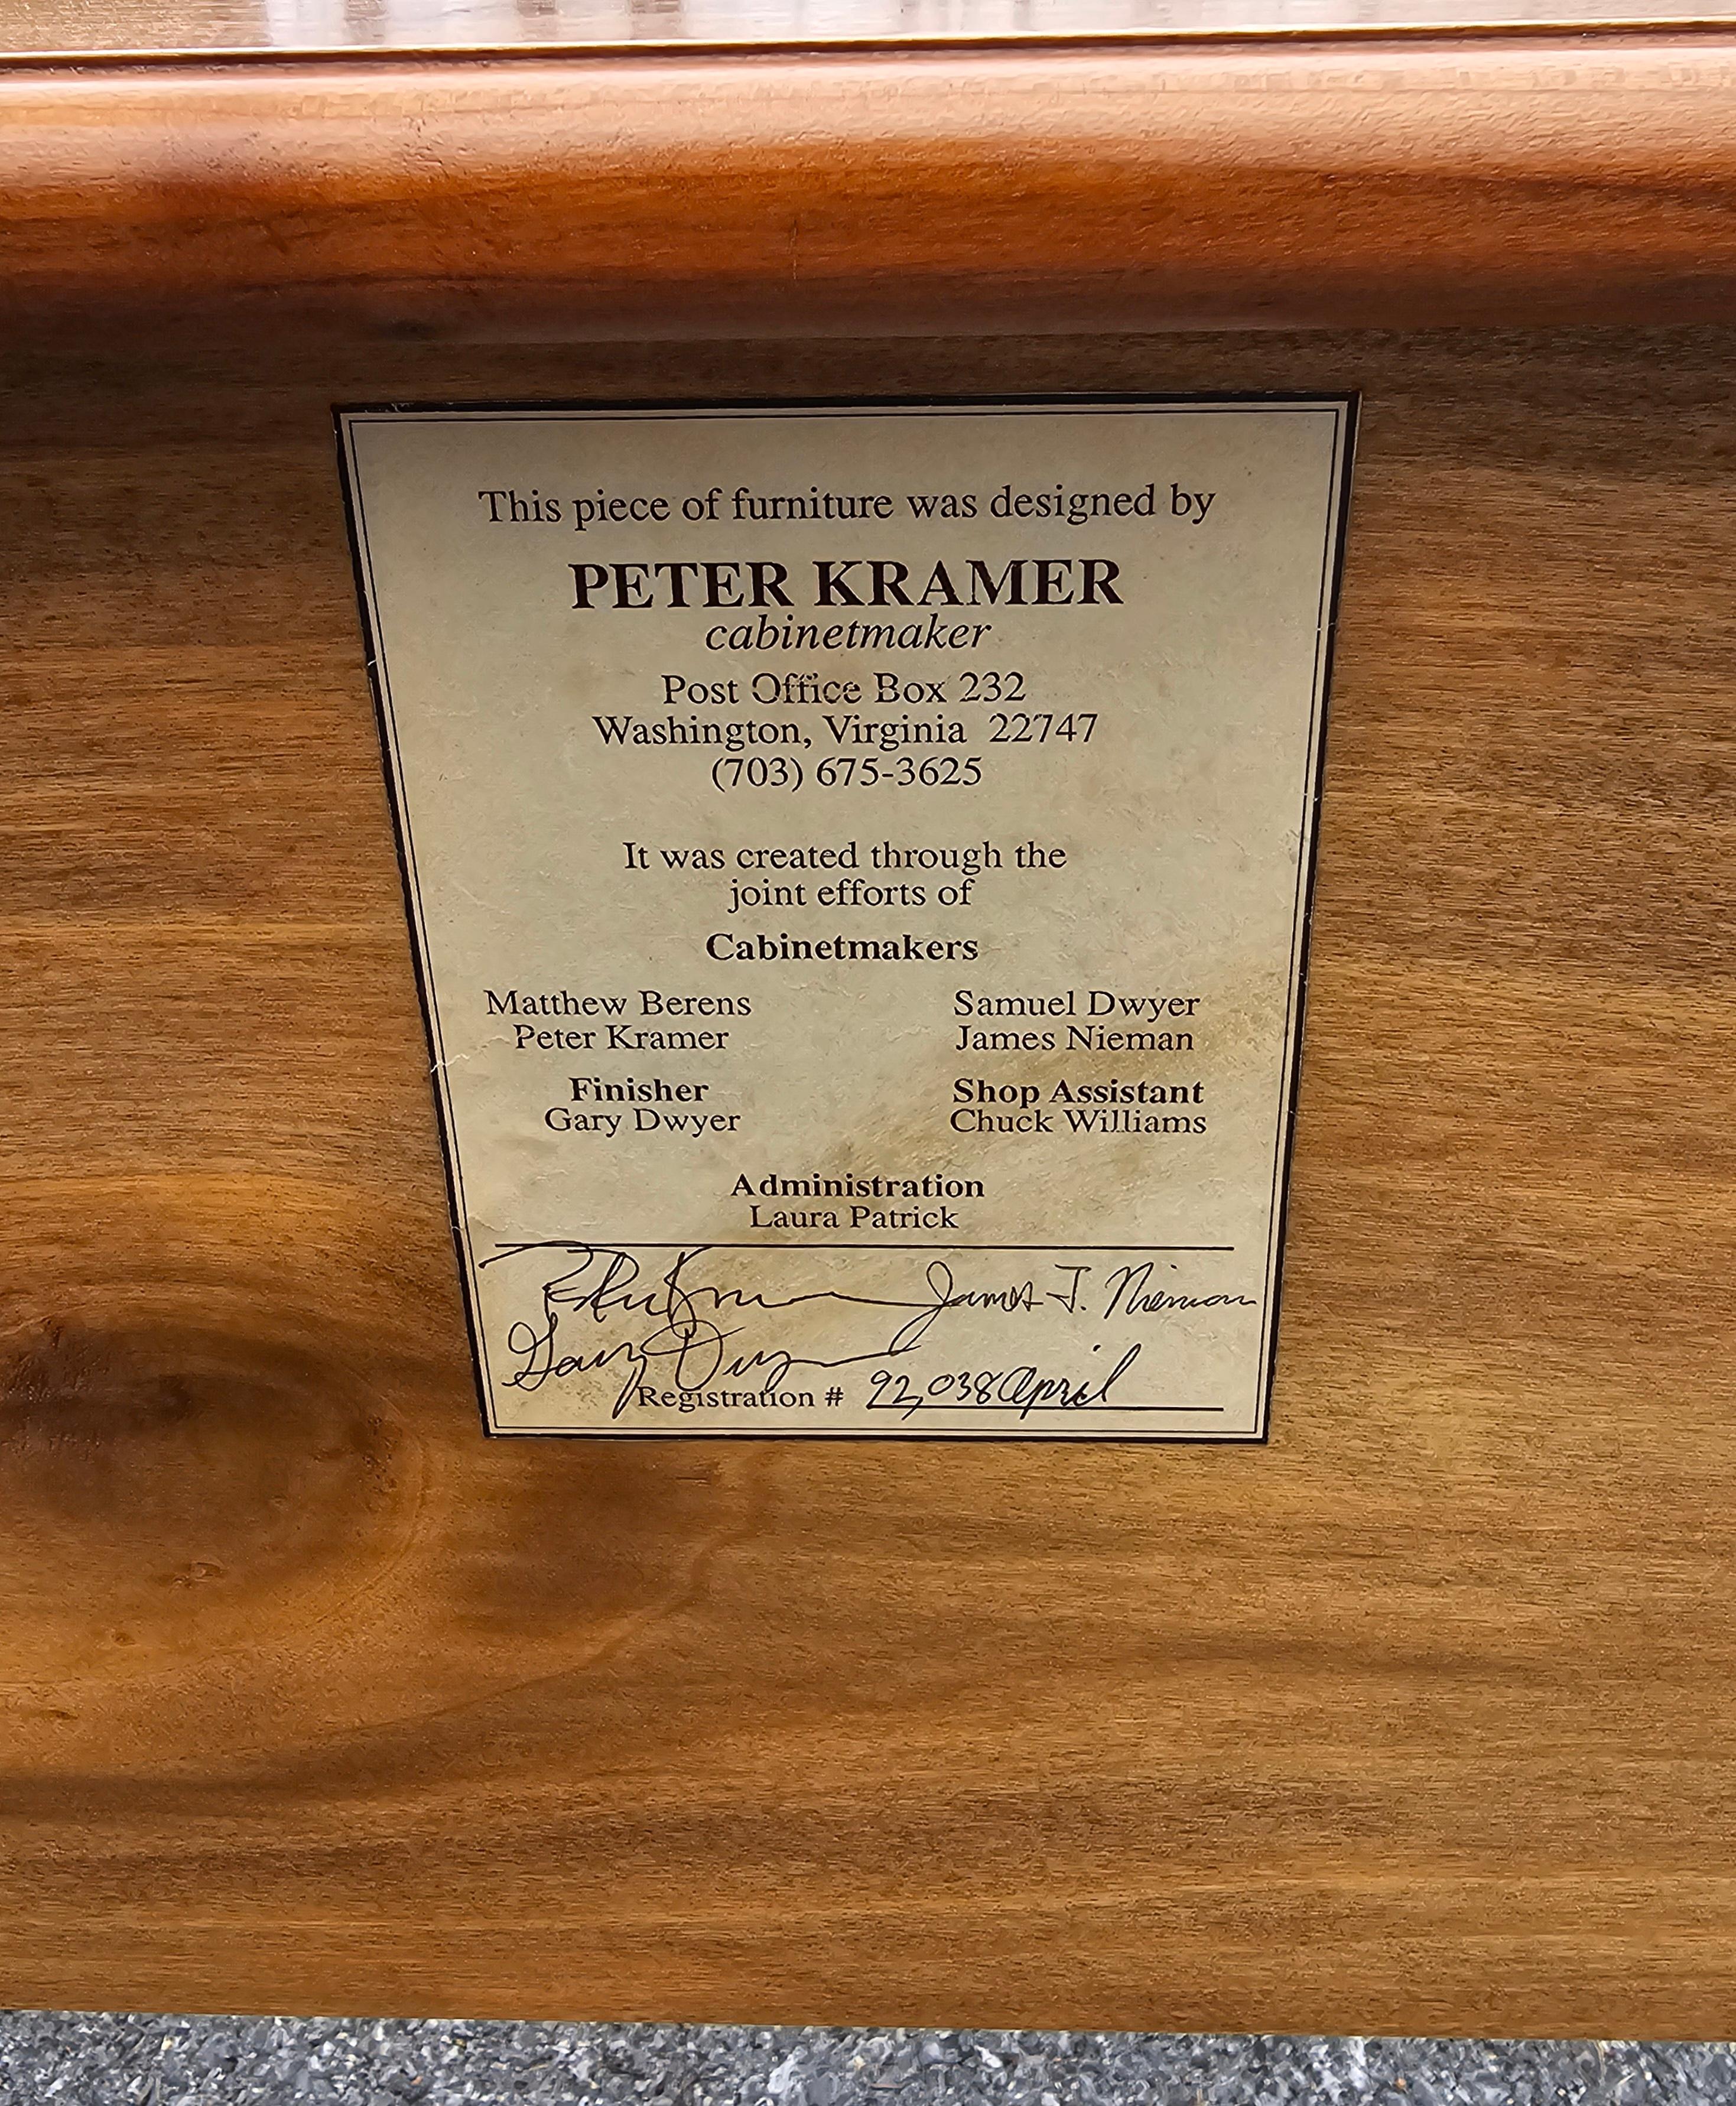 This piece of furniture was designed by
PETER KRAMER
cabinetmaker
Post Office Box 232
Washington, Virginia 22747
(703) 675-3625
It was created through the
joint efforts of
Cabinetmakers
Matthew Berens Samuel Dwyer
Peter Kramer James Nieman
Finisher Shop Assistant
Gary Dwyer Chuck Williams
Administration
Laura Patrick
Peter Kramer James J. Nieman
Gary Dwyer
Registration # 92,038 April